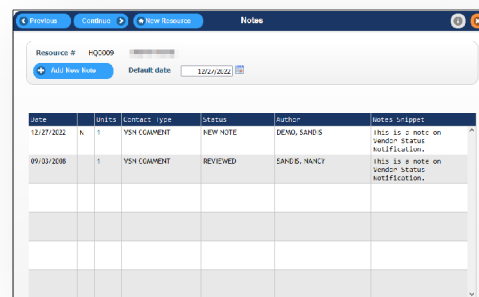 Previous Continue New Resource Notes
Resource # HQ0009
Add New Note Default date 12/27/2022
Date Units Contact Type Status Author Notes Snippet
12/27/2022 N 1 VSN COMMENT NEW NOTE DEMO, SANDIS This is a note on
Vendor Status
Notification.
09/03/2008 1 VSN COMMENT REVIEWED SANDIS, NANCY This is a note on
Vendor Status
Notification.